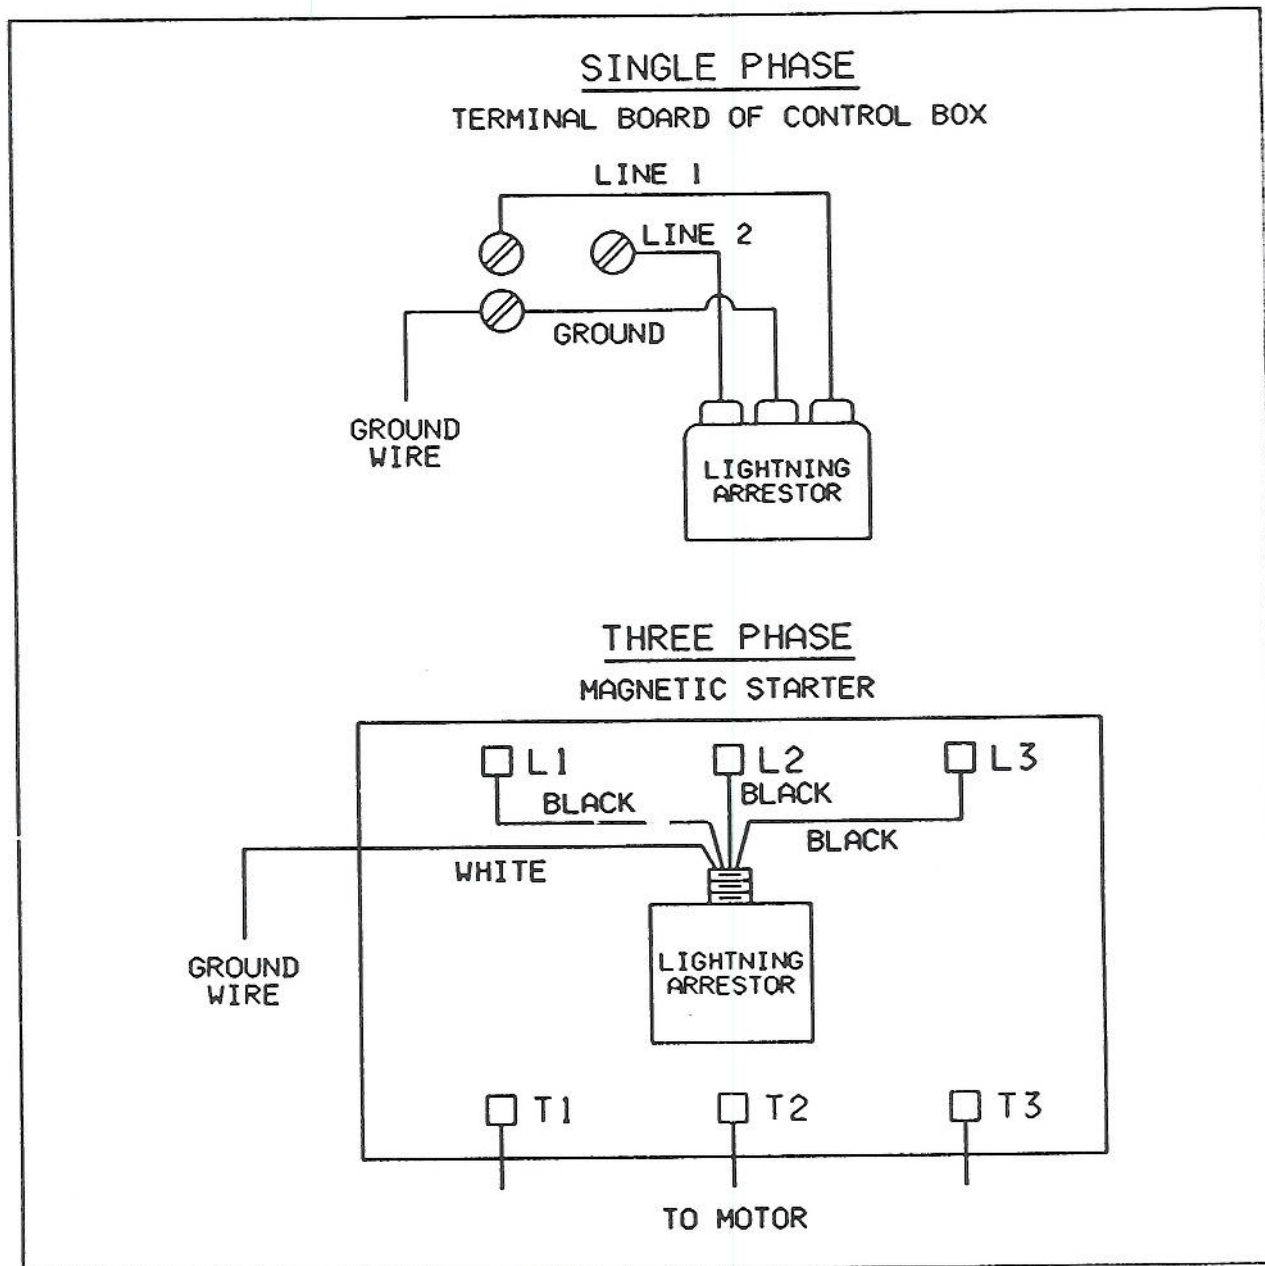 SINGLE PHASE
TERMINAL BOARD OF CONTROL BOX
LINE 1
LINE 2
GROUND
GROUND
WIRE
LIGHTNING
ARRESTOR
THREE PHASE
MAGNETIC STARTER
L1
L2
L3
BLACK
BLACK
BLACK
WHITE
GROUND
WIRE
LIGHTNING
ARRESTOR
T1
T2
T3
TO MOTOR